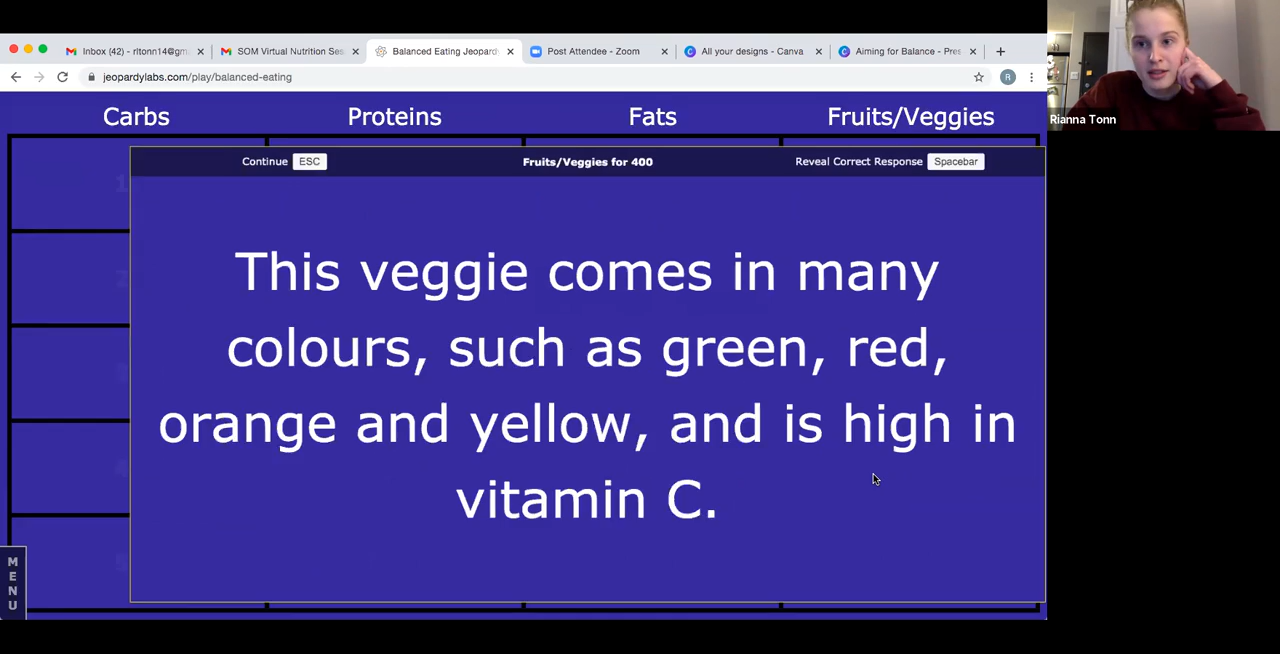 Inbox (42) - rltonn14@gm
SOM Virtual Nutrition Ses
Balanced Eating Jeopard
Post Attendee - Zoom
All your designs - Canva
Aiming for Balance - Pres
jeopardylabs.com/play/balanced-eating
R
Rianna Tonn
Carbs
Proteins
Fats
Fruits/Veggies
Continue ESC
Fruits/Veggies for 400
Reveal Correct Response Spacebar
This veggie comes in many
colours, such as green, red,
orange and yellow, and is high in
vitamin C.
MENU